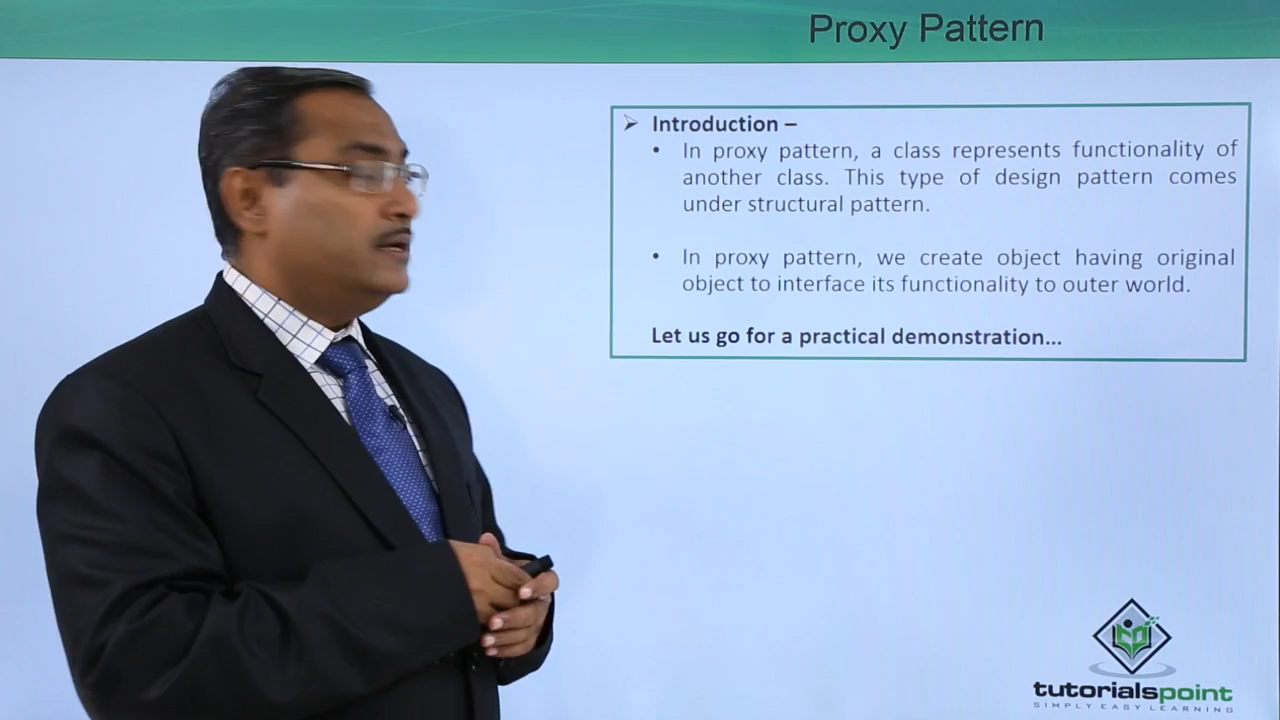 Proxy Pattern
➢ Introduction –
• In proxy pattern, a class represents functionality of
another class. This type of design pattern comes
under structural pattern.
• In proxy pattern, we create object having original
object to interface its functionality to outer world.
Let us go for a practical demonstration...
tutorialspoint
SIMPLY EASY LEARNING